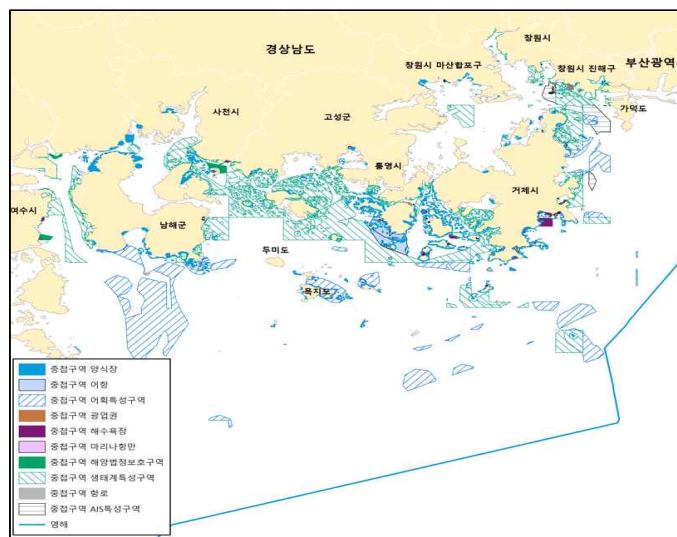 창원시
경상남도
창원시 마산합포구
창원시 진해구
부산광역
가덕도
사천시
고성군
통영시
거제시
여수시
남해군
두미도
욕지도
중첩구역 양식장
중첩구역 어항
중첩구역 어획특성구역
중첩구역 광업권
중첩구역 해수욕장
중첩구역 마리나항만
중첩구역 해양법정보호구역
중첩구역 생태계특성구역
중첩구역 항로
중첩구역 AIS특성구역
영해